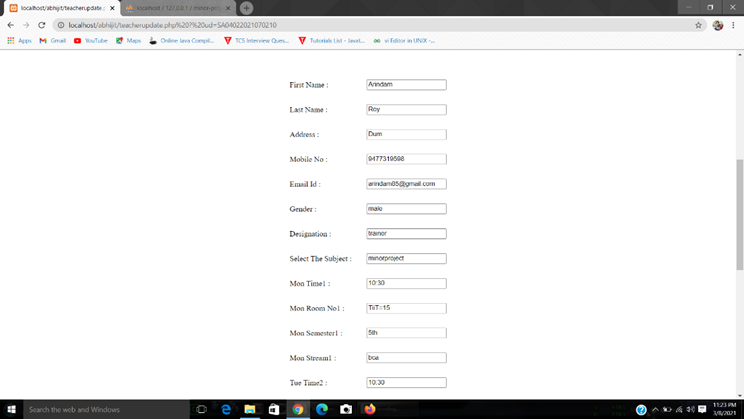 localhost/abhijit/teacherupdate.p
localhost / 127.0.0.1 / minor-pro
localhost/abhijit/teacherupdate.php%20?%20uid=SA04022021070210
Apps Gmail YouTube Maps Online Java Compil... TCS Interview Ques... Tutorials List - Javat... vi Editor in UNIX -...
First Name : Arindam
Last Name : Roy
Address : Dum
Mobile No : 9477319598
Email Id : arindam85@gmail.com
Gender : male
Designation : trainer
Select The Subject : minorproject
Mon Time1 : 10:30
Mon Room No1 : TIIT=15
Mon Semester1 : 5th
Mon Stream1 : bca
Tue Time2 : 10.30
Search the web and Windows
11:23 PM
3/8/2021